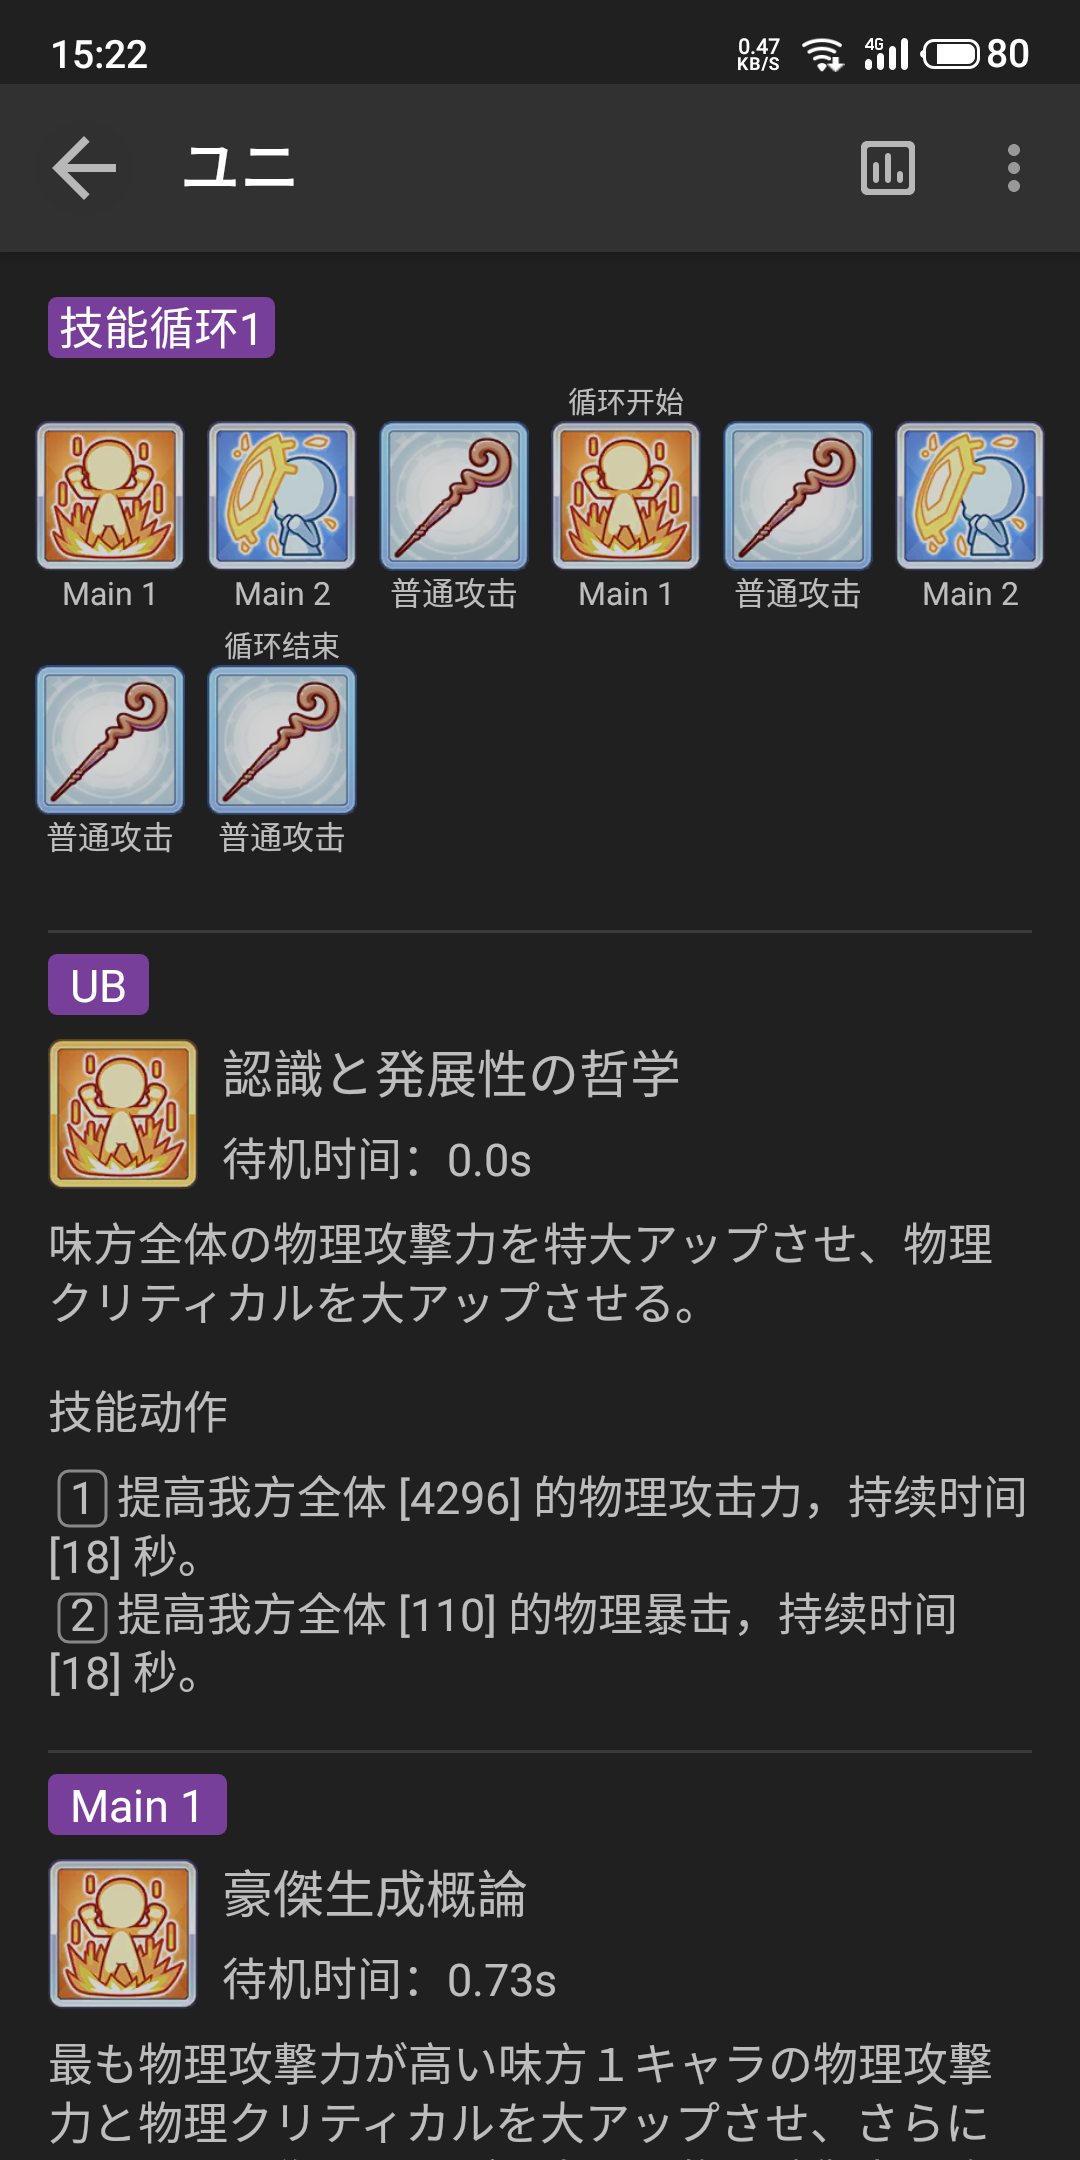 15:22
0.47
KB/S
4G
80
ユニ
技能循环1
循环开始
Main 1
Main 2
普通攻击
Main 1
普通攻击
Main 2
循环结束
普通攻击
普通攻击
UB
認識と発展性の哲学
待机时间：0.0s
味方全体の物理攻撃力を特大アップさせ、物理
クリティカルを大アップさせる。
技能动作
1 提高我方全体 [4296] 的物理攻击力，持续时间
[18] 秒。
2 提高我方全体 [110] 的物理暴击，持续时间
[18] 秒。
Main 1
豪傑生成概論
待机时间：0.73s
最も物理攻撃力が高い味方１キャラの物理攻撃
力と物理クリティカルを大アップさせ、さらに